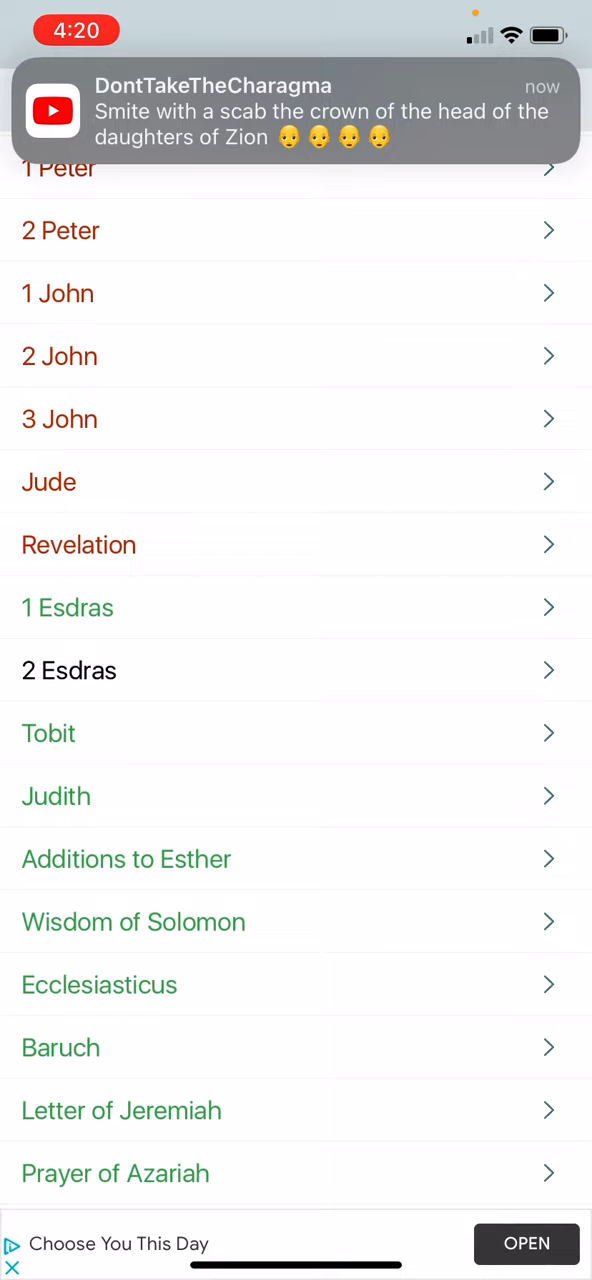 4:20
DontTakeTheCharagma
now
Smite with a scab the crown of the head of the
daughters of Zion 👩‍🦲👩‍🦲👩‍🦲👩‍🦲
1 Peter
2 Peter
1 John
2 John
3 John
Jude
Revelation
1 Esdras
2 Esdras
Tobit
Judith
Additions to Esther
Wisdom of Solomon
Ecclesiasticus
Baruch
Letter of Jeremiah
Prayer of Azariah
Choose You This Day
OPEN